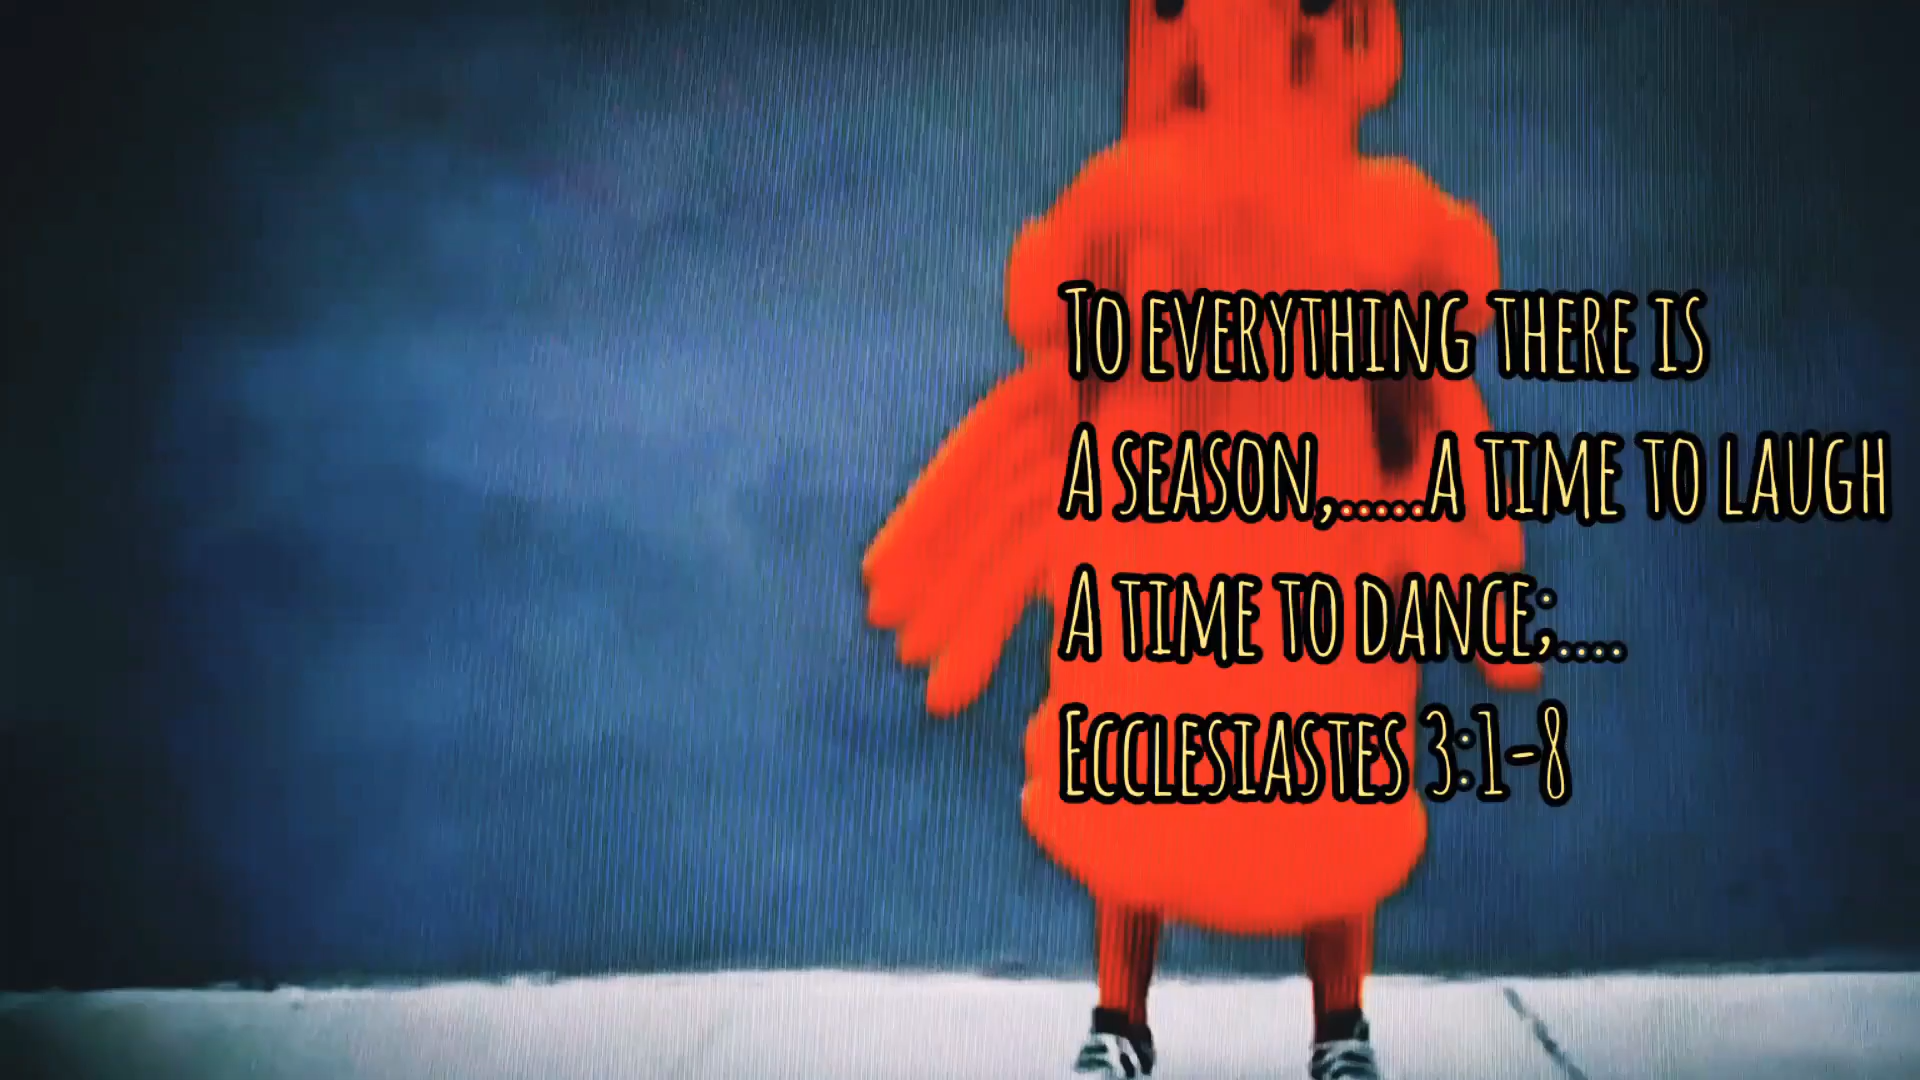 To everything there is
A season,.....a time to laugh
A time to dance;....
Ecclesiastes 3:1-8